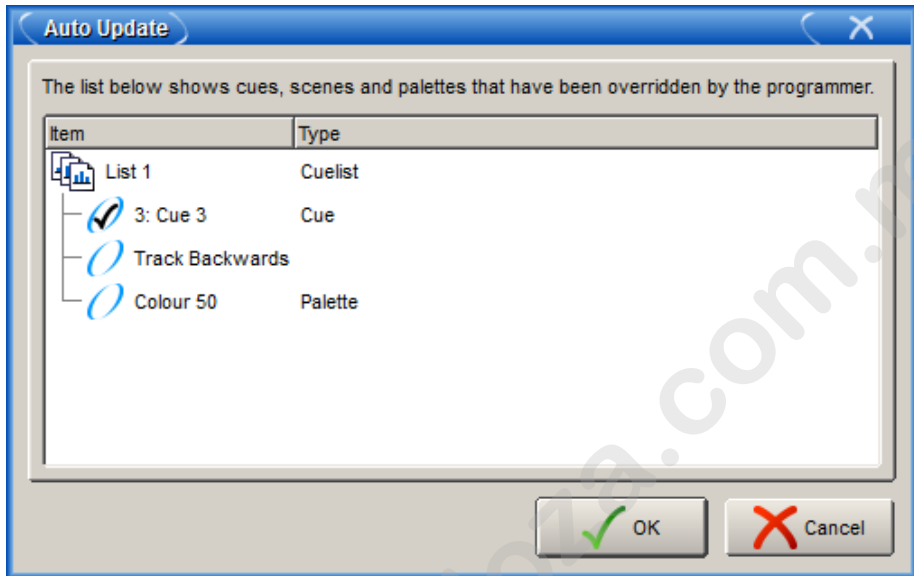 Auto Update
The list below shows cues, scenes and palettes that have been overridden by the programmer.
Item Type
List 1 Cuelist
3: Cue 3 Cue
Track Backwards
Colour 50 Palette
OK Cancel